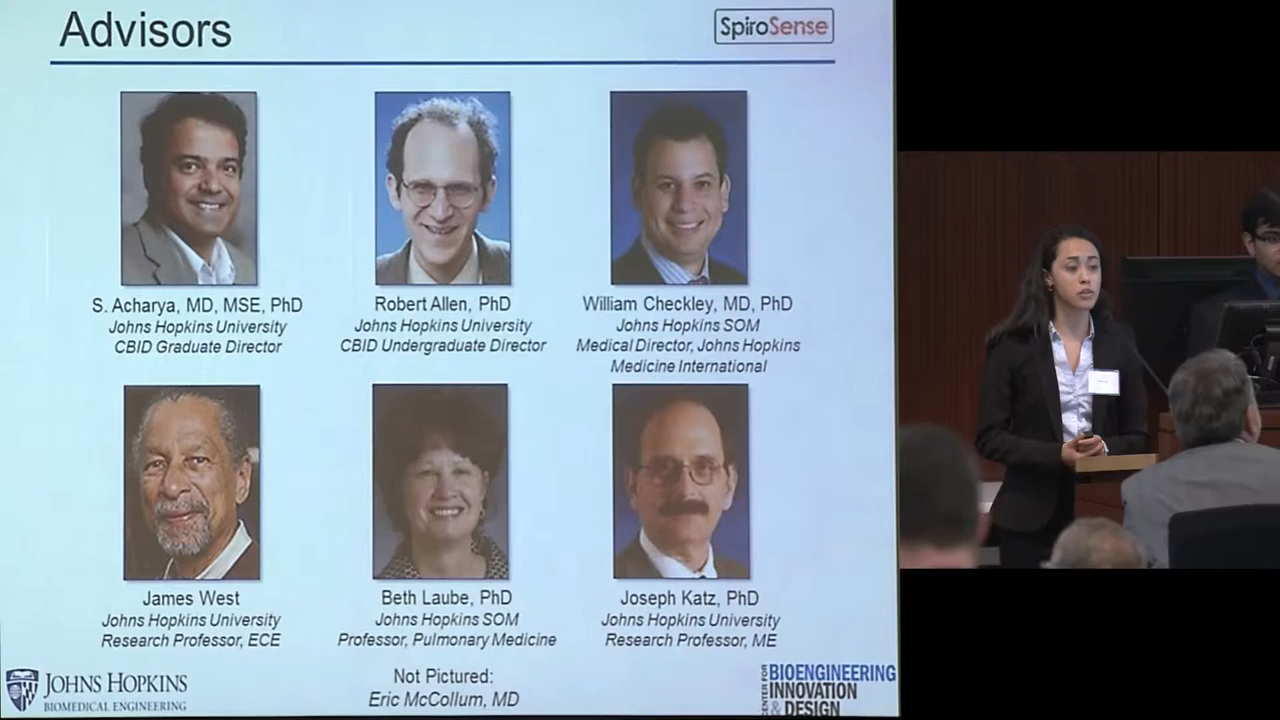 Advisors
SpiroSense
S. Acharya, MD, MSE, PhD
Johns Hopkins University
CBID Graduate Director
Robert Allen, PhD
Johns Hopkins University
CBID Undergraduate Director
William Checkley, MD, PhD
Johns Hopkins SOM
Medical Director, Johns Hopkins
Medicine International
James West
Johns Hopkins University
Research Professor, ECE
Beth Laube, PhD
Johns Hopkins SOM
Professor, Pulmonary Medicine
Joseph Katz, PhD
Johns Hopkins University
Research Professor, ME
Not Pictured:
Eric McCollum, MD
JOHNS HOPKINS
BIOMEDICAL ENGINEERING
CENTER FOR
BIOENGINEERING
INNOVATION
& DESIGN